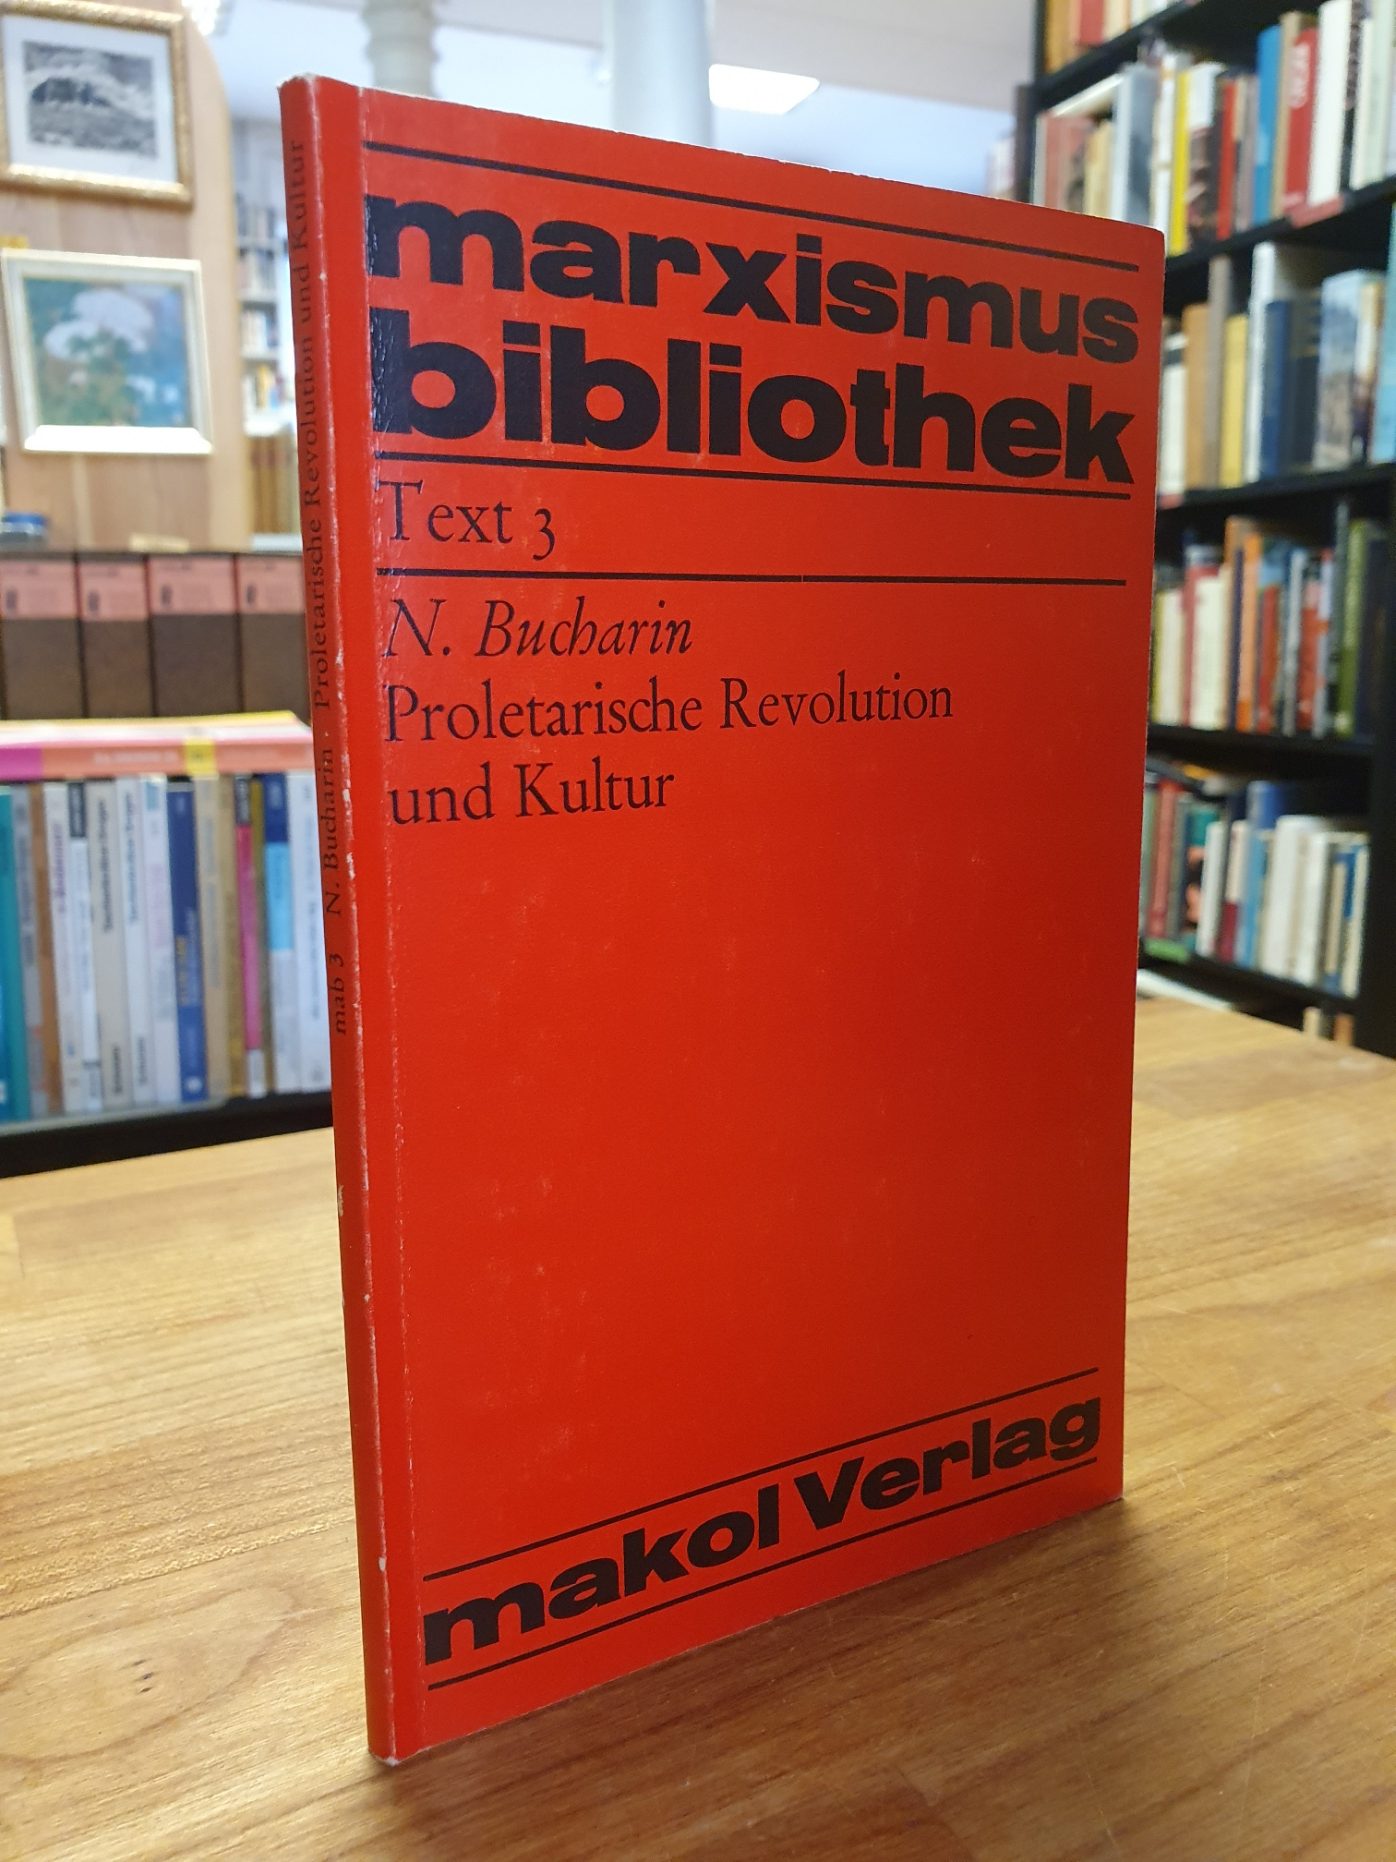 marxismus
bibliothek
Text 3
N. Bucharin
Proletarische Revolution
und Kultur
makol Verlag
mab 3 N. Bucharin · Proletarische Revolution und Kultur